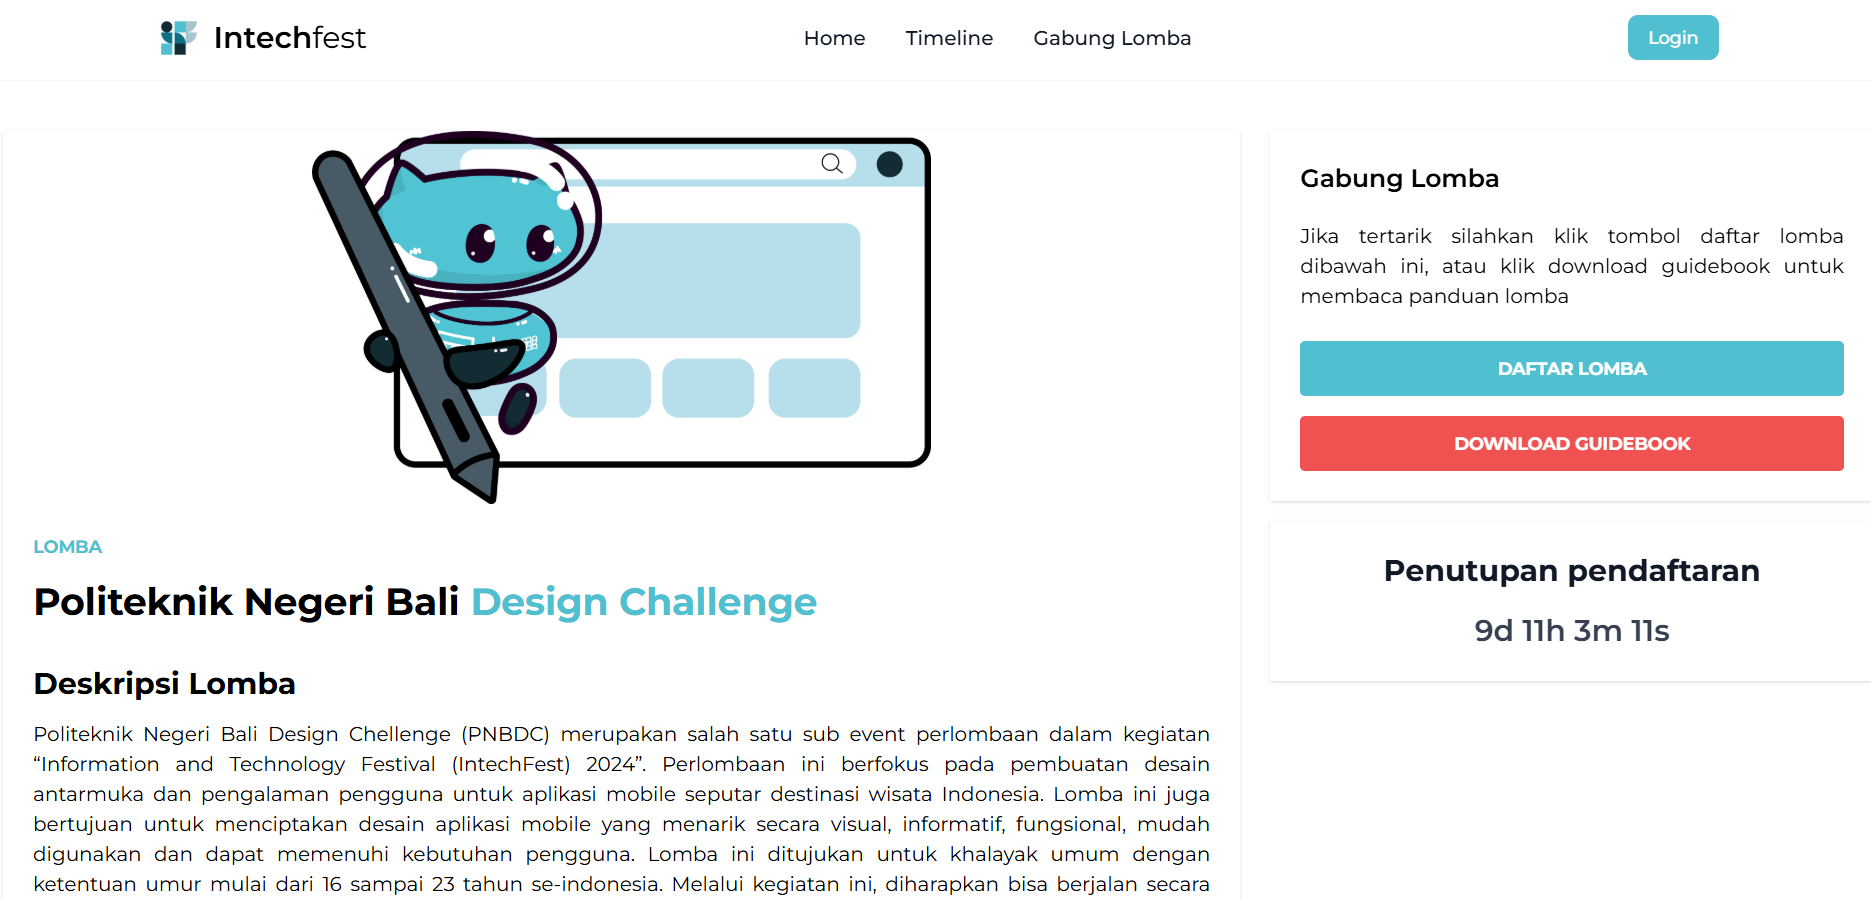 Intechfest
Home
Timeline
Gabung Lomba
Login
LOMBA
Politeknik Negeri Bali Design Challenge
Deskripsi Lomba
Politeknik Negeri Bali Design Chellenge (PNBDC) merupakan salah satu sub event perlombaan dalam kegiatan
“Information and Technology Festival (IntechFest) 2024”. Perlombaan ini berfokus pada pembuatan desain
antarmuka dan pengalaman pengguna untuk aplikasi mobile seputar destinasi wisata Indonesia. Lomba ini juga
bertujuan untuk menciptakan desain aplikasi mobile yang menarik secara visual, informatif, fungsional, mudah
digunakan dan dapat memenuhi kebutuhan pengguna. Lomba ini ditujukan untuk khalayak umum dengan
ketentuan umur mulai dari 16 sampai 23 tahun se-indonesia. Melalui kegiatan ini, diharapkan bisa berjalan secara
Gabung Lomba
Jika tertarik silahkan klik tombol daftar lomba
dibawah ini, atau klik download guidebook untuk
membaca panduan lomba
DAFTAR LOMBA
DOWNLOAD GUIDEBOOK
Penutupan pendaftaran
9d 11h 3m 11s